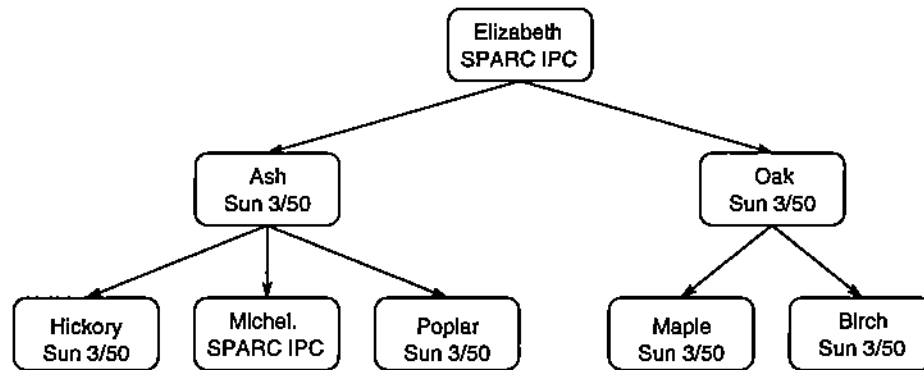 Elizabeth
SPARC IPC
Ash
Sun 3/50
Oak
Sun 3/50
Hickory
Sun 3/50
Michel.
SPARC IPC
Poplar
Sun 3/50
Maple
Sun 3/50
Birch
Sun 3/50